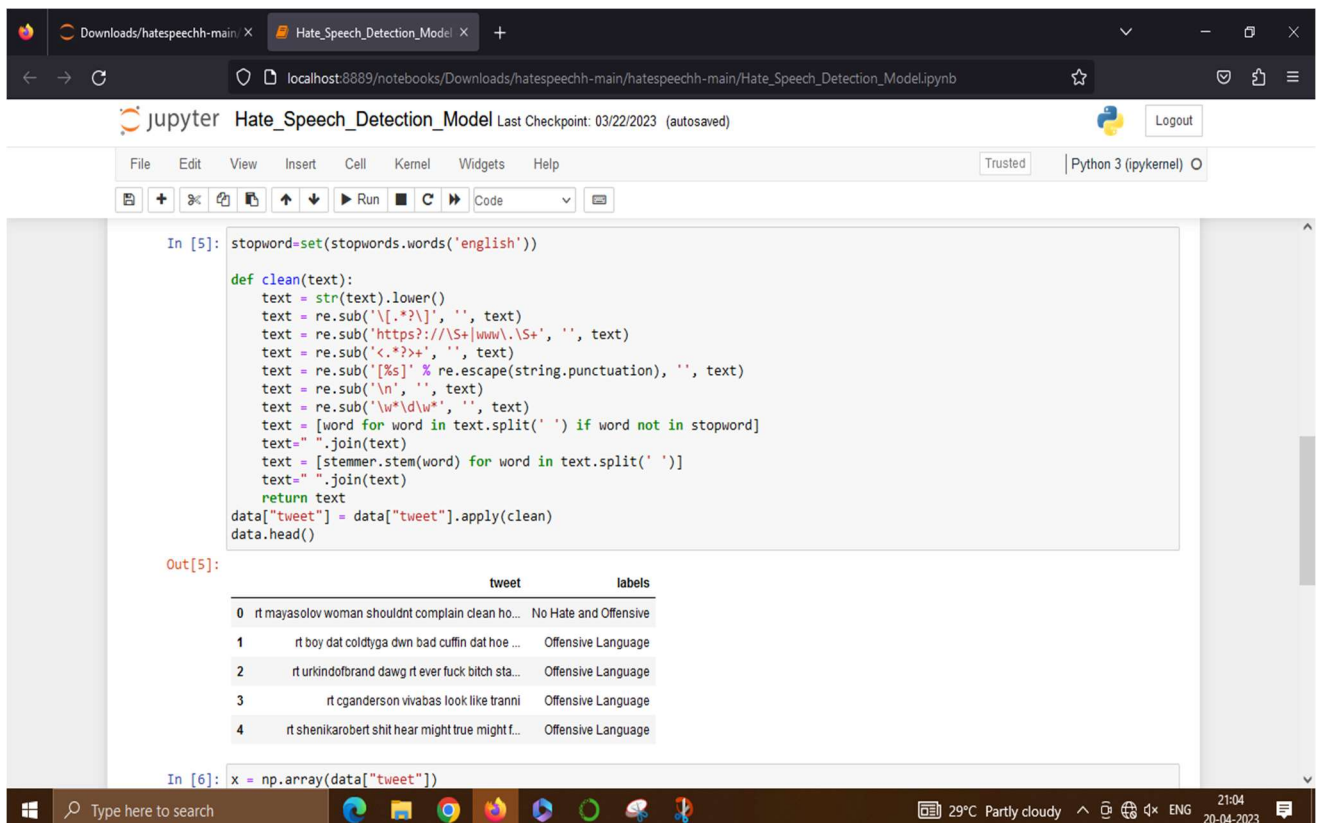 Downloads/hatespeechh-main/
Hate_Speech_Detection_Model
localhost:8889/notebooks/Downloads/hatespeechh-main/hatespeechh-main/Hate_Speech_Detection_Model.ipynb
jupyter Hate_Speech_Detection_Model Last Checkpoint: 03/22/2023 (autosaved)
Logout
File Edit View Insert Cell Kernel Widgets Help
Trusted
Python 3 (ipykernel)
Run
Code
In [5]: stopword=set(stopwords.words('english'))
def clean(text):
    text = str(text).lower()
    text = re.sub('\[.*?\]', '', text)
    text = re.sub('https?://\S+|www\.\S+', '', text)
    text = re.sub('<.*?>+', '', text)
    text = re.sub('[%s]' % re.escape(string.punctuation), '', text)
    text = re.sub('\n', '', text)
    text = re.sub('\w*\d\w*', '', text)
    text = [word for word in text.split(' ') if word not in stopword]
    text=" ".join(text)
    text = [stemmer.stem(word) for word in text.split(' ')]
    text=" ".join(text)
    return text
data["tweet"] = data["tweet"].apply(clean)
data.head()
Out[5]:
tweet labels
0 rt mayasolov woman shouldnt complain clean ho... No Hate and Offensive
1 rt boy dat coldtyga dwn bad cuffin dat hoe ... Offensive Language
2 rt urkindofbrand dawg rt ever fuck bitch sta... Offensive Language
3 rt cganderson vivabas look like tranni Offensive Language
4 rt shenikarobert shit hear might true might f... Offensive Language
In [6]: x = np.array(data["tweet"])
Type here to search
29°C Partly cloudy
ENG
21:04
20-04-2023